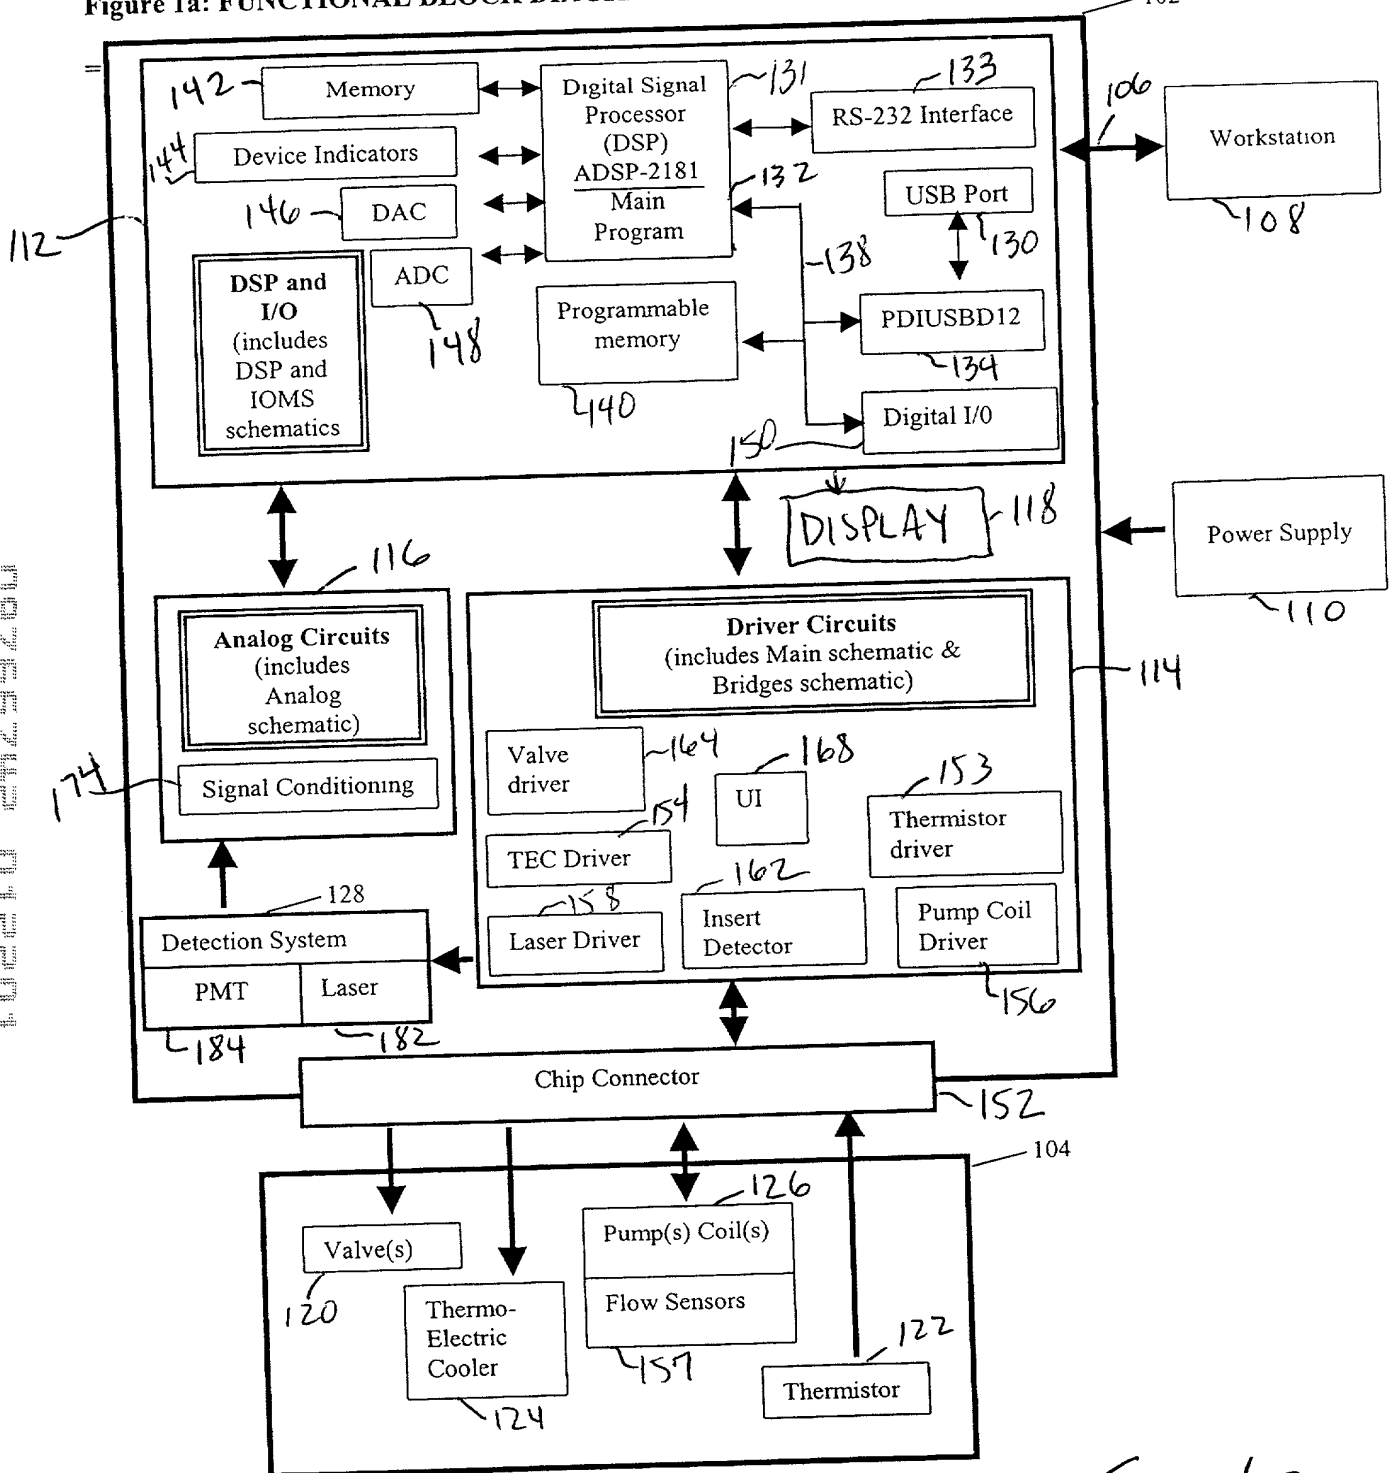 Figure 1a: FUNCTIONAL BLOCK
102
142
Memory
144
Device Indicators
146
DAC
ADC
148
112
DSP and
I/O
(includes
DSP and
IOMS
schematics
Digital Signal
Processor
(DSP)
ADSP-2181
Main
Program
131
132
Programmable
memory
140
138
133
RS-232 Interface
USB Port
130
PDIUSBD12
134
Digital I/0
150
106
Workstation
108
DISPLAY
118
Power Supply
110
116
Analog Circuits
(includes
Analog
schematic)
174
Signal Conditioning
Driver Circuits
(includes Main schematic &
Bridges schematic)
114
Valve
driver
164
168
UI
153
Thermistor
driver
154
TEC Driver
158
Laser Driver
162
Insert
Detector
Pump Coil
Driver
156
128
Detection System
PMT
Laser
184
182
Chip Connector
152
104
Valve(s)
120
Thermo-
Electric
Cooler
124
126
Pump(s) Coil(s)
Flow Sensors
157
122
Thermistor